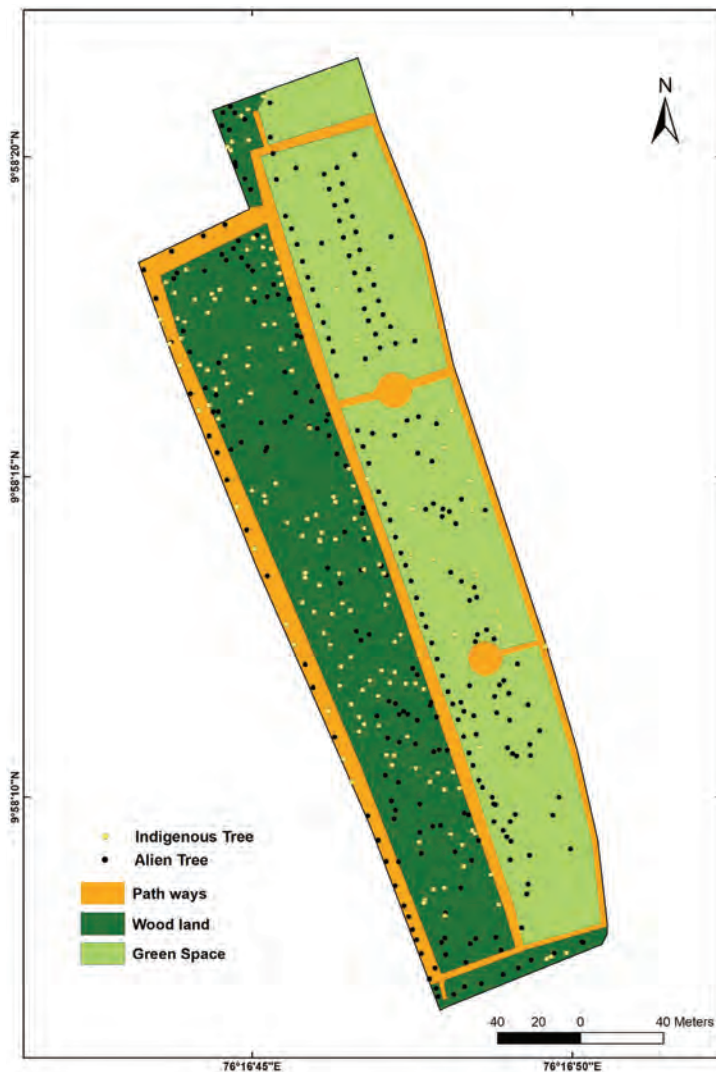 N
9°58'20"N
9°58'15"N
9°58'10"N
Indigenous Tree
Alien Tree
Path ways
Wood land
Green Space
40 20 0 40 Meters
76°16'45"E 76°16'50"E